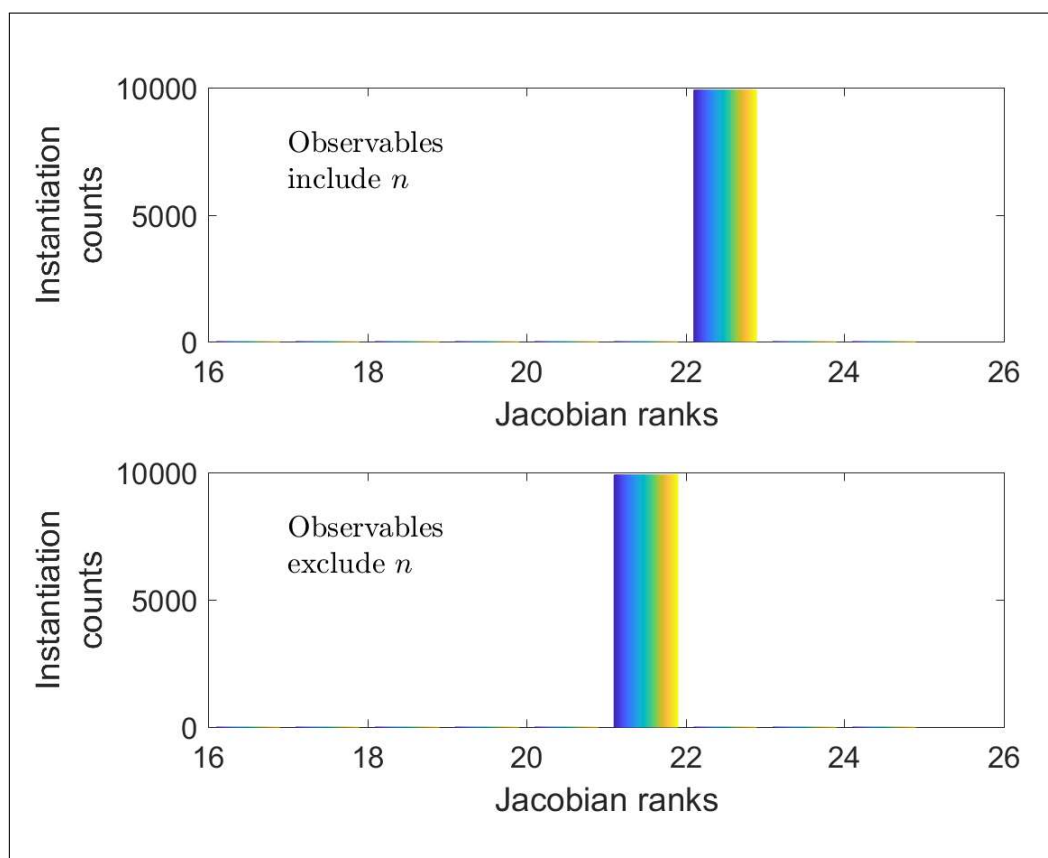 Instantiation
counts
10000
5000
0
Observables
include n
16 18 20 22 24 26
Jacobian ranks
Instantiation
counts
10000
5000
0
Observables
exclude n
16 18 20 22 24 26
Jacobian ranks